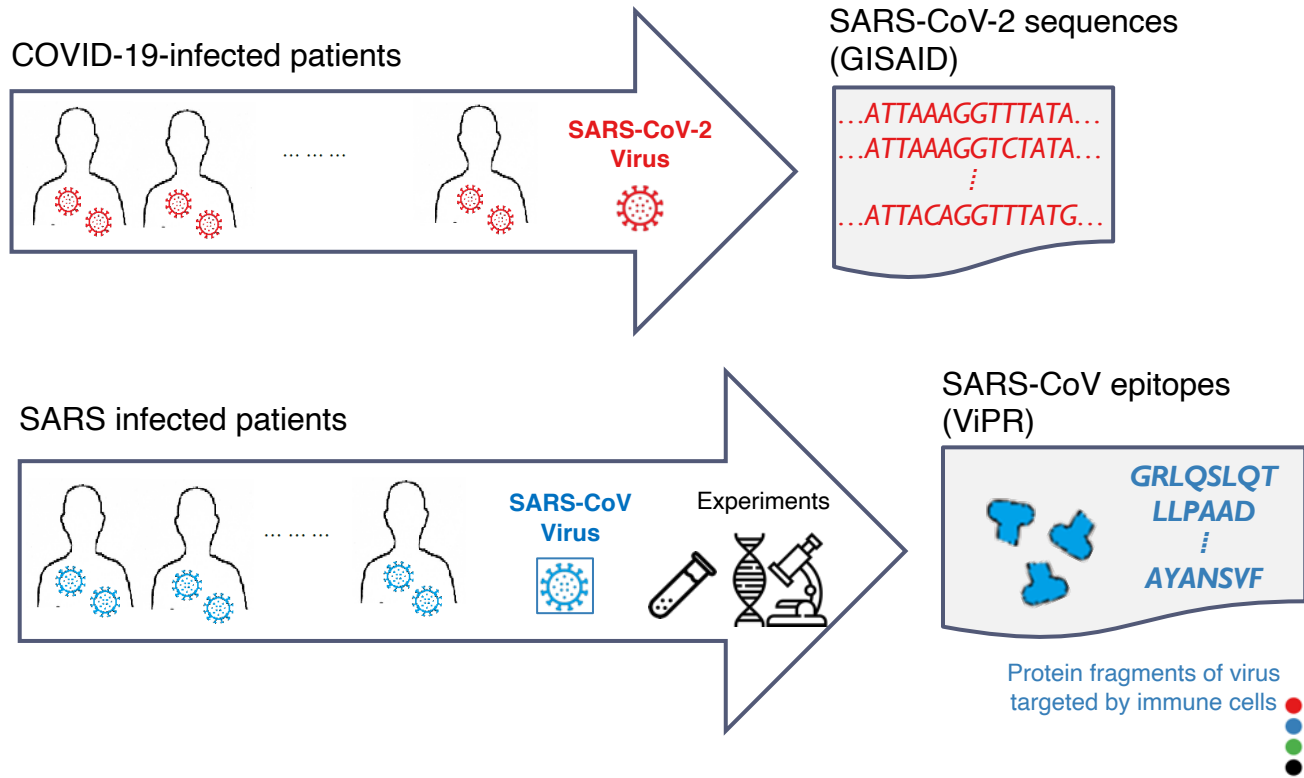 COVID-19-infected patients
... ... ...
SARS-CoV-2
Virus
SARS-CoV-2 sequences
(GISAID)
...ATTAAAGGTTTATA...
...ATTAAAGGTCTATA...
⋮
...ATTACAGGTTTATG...
SARS infected patients
... ... ...
SARS-CoV
Virus
Experiments
SARS-CoV epitopes
(ViPR)
GRLQSLQT
LLPAAD
⋮
AYANSVF
Protein fragments of virus
targeted by immune cells